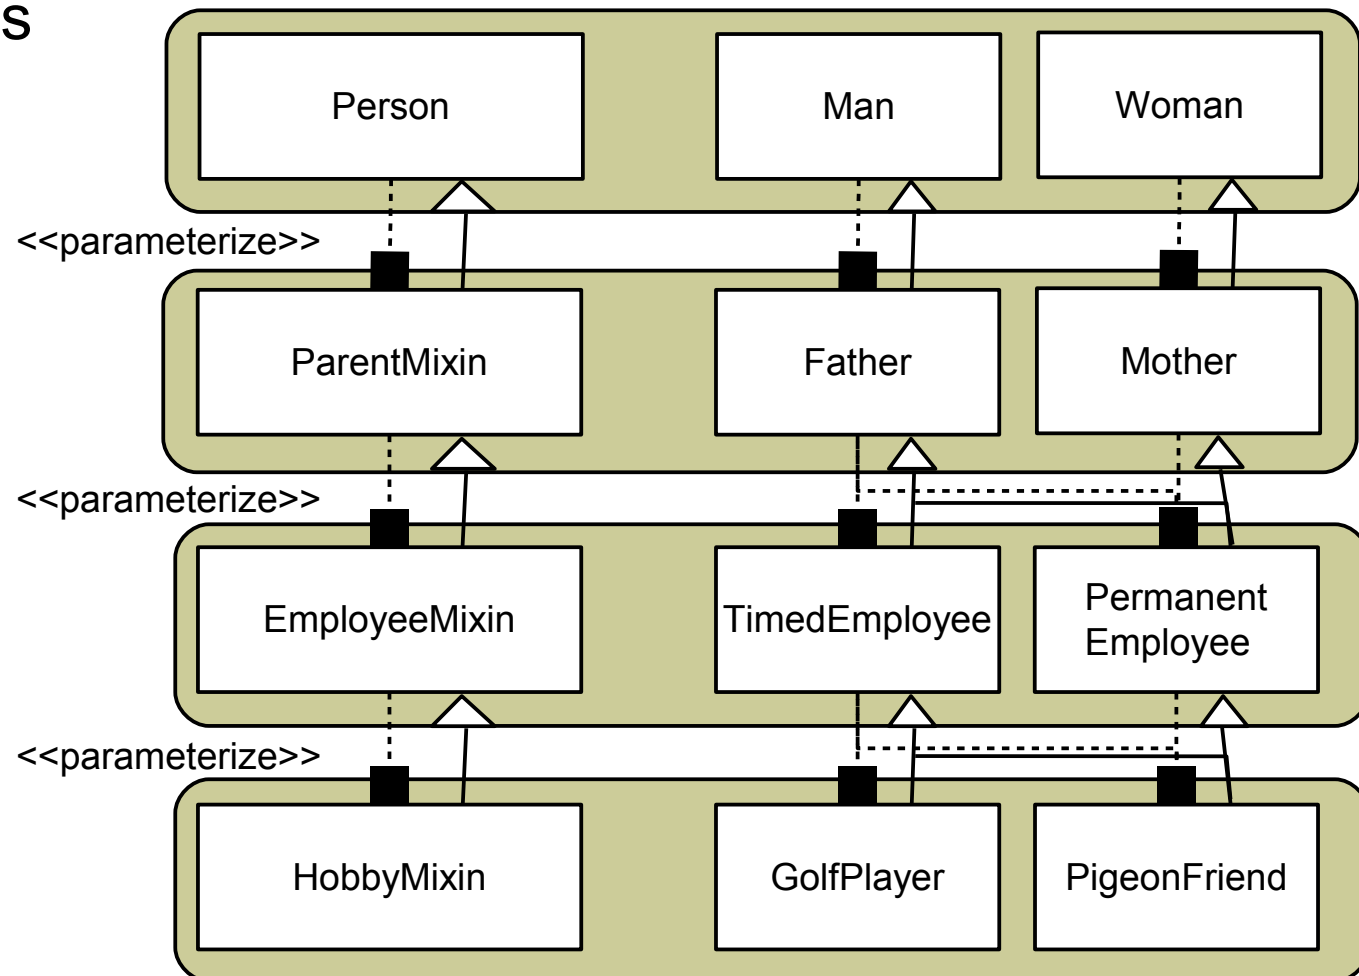 s
Person
Man
Woman
<<parameterize>>
ParentMixin
Father
Mother
<<parameterize>>
EmployeeMixin
TimedEmployee
Permanent
Employee
<<parameterize>>
HobbyMixin
GolfPlayer
PigeonFriend